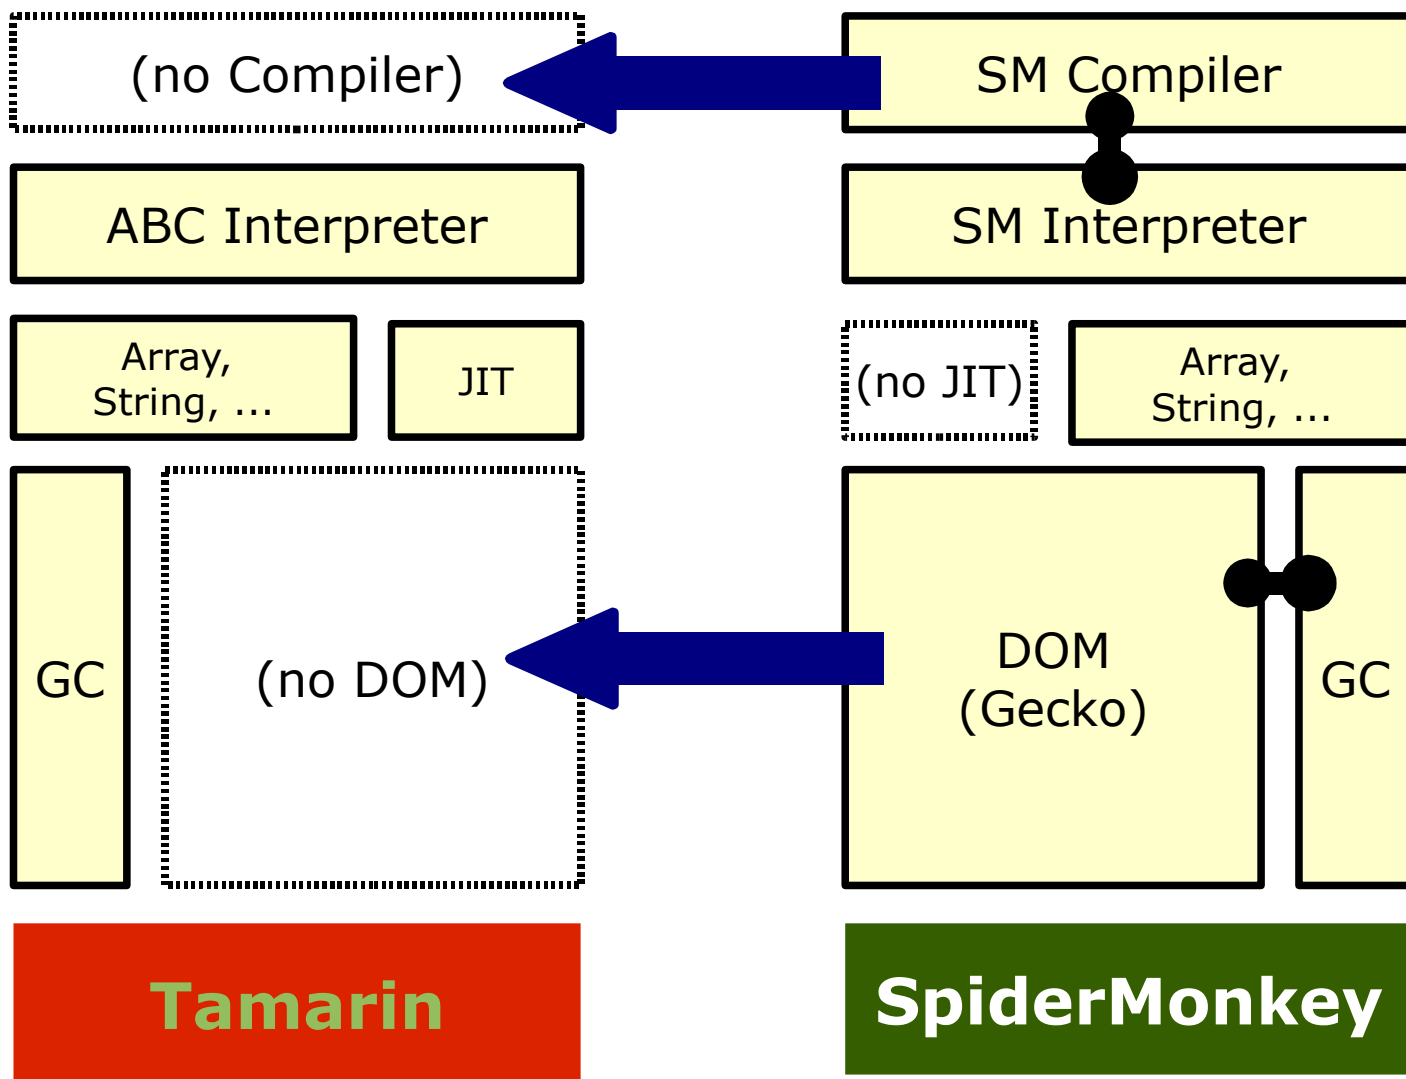 (no Compiler)
SM Compiler
ABC Interpreter
SM Interpreter
Array,
String, ...
JIT
(no JIT)
Array,
String, ...
GC
(no DOM)
DOM
(Gecko)
GC
Tamarin
SpiderMonkey